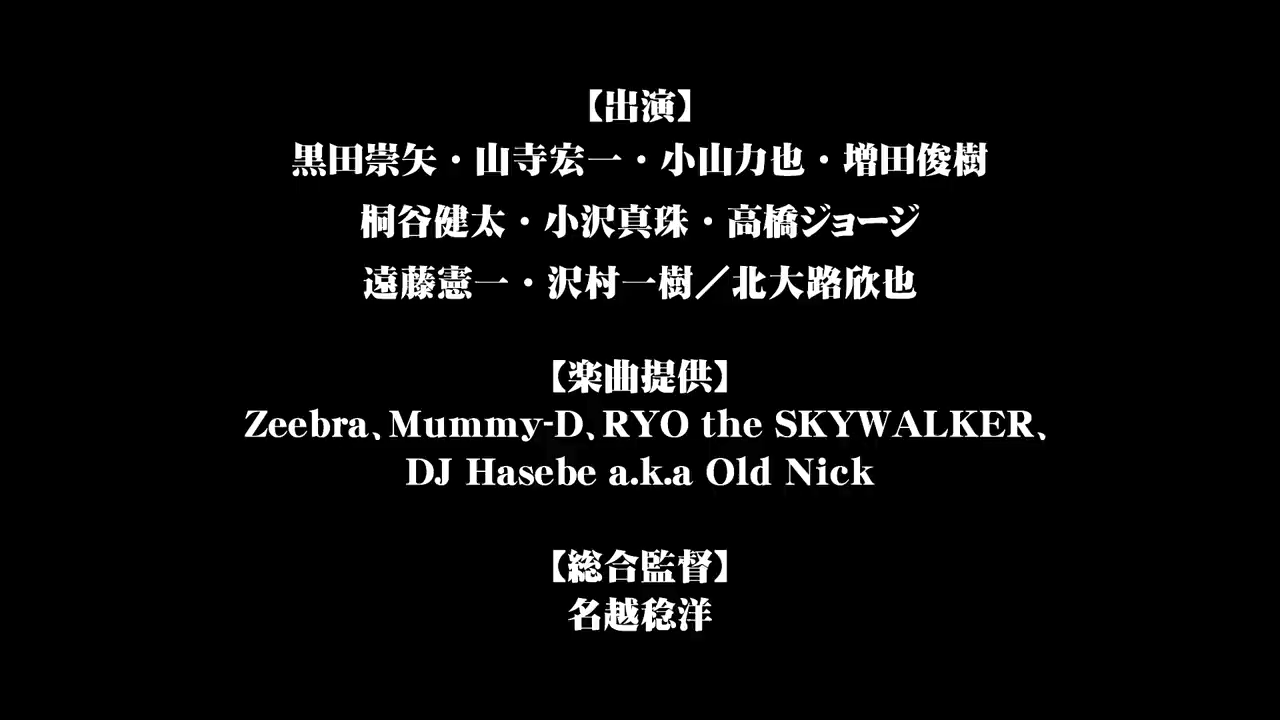 【出演】
黒田崇矢・山寺宏一・小山力也・増田俊樹
桐谷健太・小沢真珠・高橋ジョージ
遠藤憲一・沢村一樹／北大路欣也
【楽曲提供】
Zeebra、Mummy-D、RYO the SKYWALKER、
DJ Hasebe a.k.a Old Nick
【総合監督】
名越稔洋